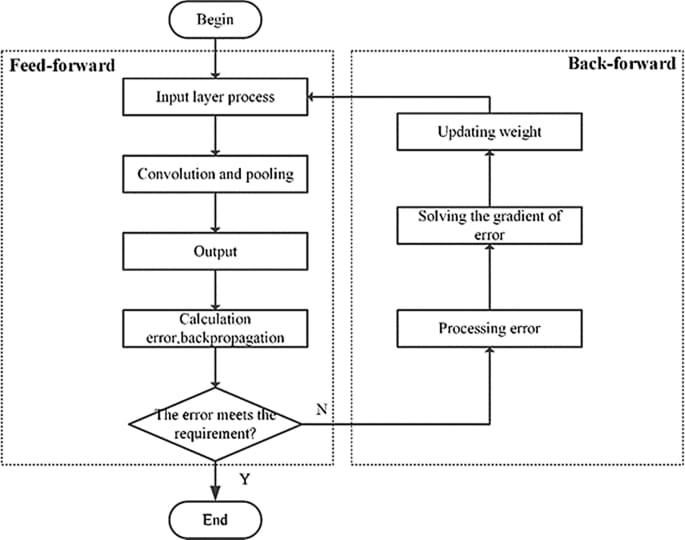 Begin
Feed-forward
Back-forward
Input layer process
Updating weight
Convolution and pooling
Solving the gradient of
error
Output
Calculation
error,backpropagation
Processing error
The error meets the
requirement?
N
Y
End